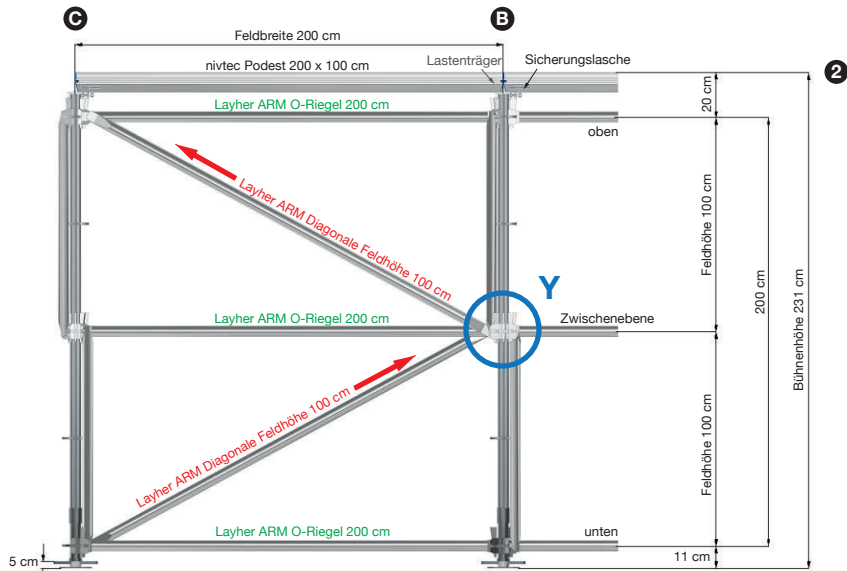 C
B
Feldbreite 200 cm
2
nivtec Podest 200 x 100 cm
Lastenträger
Sicherungslasche
Layher ARM O-Riegel 200 cm
oben
20 cm
Layher ARM Diagonale Feldhöhe 100 cm
Feldhöhe 100 cm
Y
Layher ARM O-Riegel 200 cm
Zwischenebene
200 cm
Bühnenhöhe 231 cm
Layher ARM Diagonale Feldhöhe 100 cm
Feldhöhe 100 cm
Layher ARM O-Riegel 200 cm
unten
5 cm
11 cm